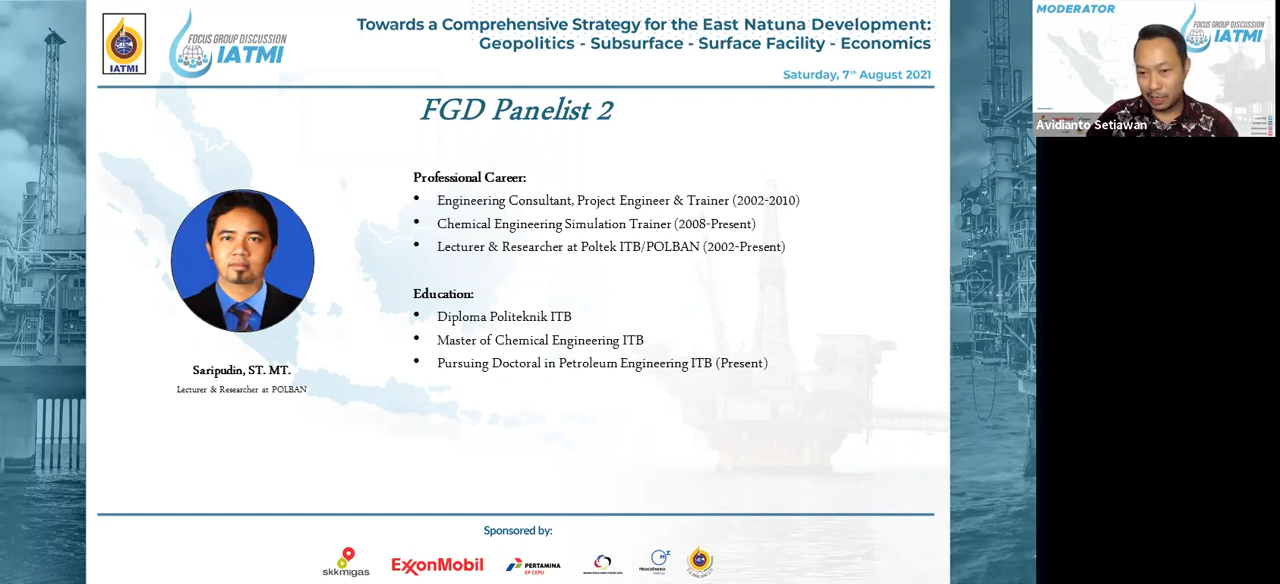 Towards a Comprehensive Strategy for the East Natuna Development:
Geopolitics - Subsurface - Surface Facility - Economics
Saturday, 7th August 2021
IATMI
FOCUS GROUP DISCUSSION
IATMI
FGD Panelist 2
Professional Career:
• Engineering Consultant, Project Engineer & Trainer (2002-2010)
• Chemical Engineering Simulation Trainer (2008-Present)
• Lecturer & Researcher at Poltek ITB/POLBAN (2002-Present)
Education:
• Diploma Politeknik ITB
• Master of Chemical Engineering ITB
• Pursuing Doctoral in Petroleum Engineering ITB (Present)
Saripudin, ST. MT.
Lecturer & Researcher at POLBAN
Sponsored by:
skkmigas
ExxonMobil
PERTAMINA
EP CEPU
MODERATOR
FOCUS GROUP DISCUSSION
IATMI
Avidianto Setiawan